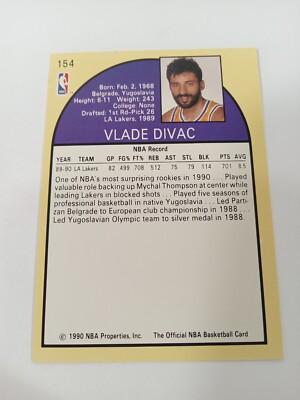 154
NBA
Born: Feb. 2, 1968
Belgrade, Yugoslavia
Height: 6-11 Weight: 243
College: None
Drafted: 1st Rd-Pick 26
LA Lakers, 1989
VLADE DIVAC
NBA Record
YEAR TEAM GP FG% FT% REB AST STL BLK PTS AVG
89-90 LA Lakers 82 .499 .708 512 75 79 114 701 8.5
One of NBA's most surprising rookies in 1990 . . . Played
valuable role backing up Mychal Thompson at center while
leading Lakers in blocked shots . . . Played five seasons of
professional basketball in native Yugoslavia . . . Led Parti-
zan Belgrade to European club championship in 1988 . . .
Led Yugoslavian Olympic team to silver medal in 1988.
© 1990 NBA Properties, Inc. The Official NBA Basketball Card